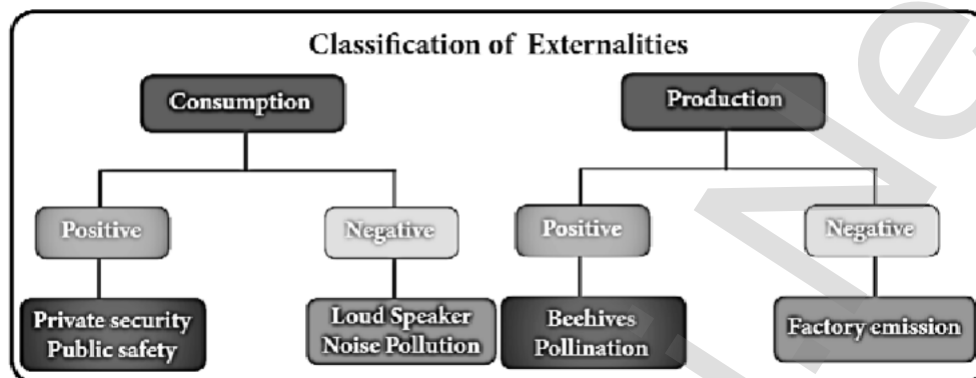 Classification of Externalities
Consumption
Production
Positive
Negative
Positive
Negative
Private security
Public safety
Loud Speaker
Noise Pollution
Beehives
Pollination
Factory emission